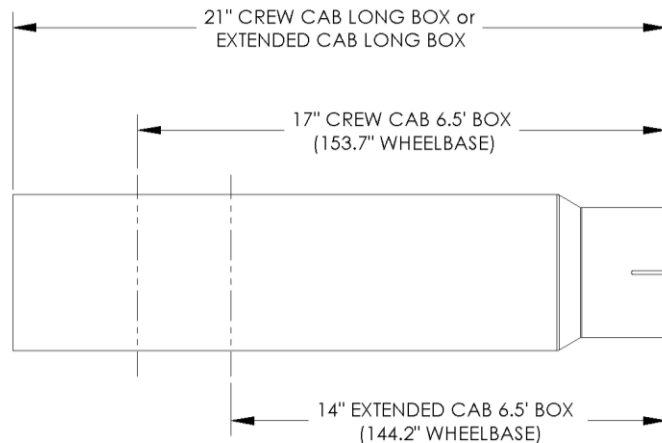 21" CREW CAB LONG BOX or
EXTENDED CAB LONG BOX
17" CREW CAB 6.5' BOX
(153.7" WHEELBASE)
14" EXTENDED CAB 6.5' BOX
(144.2" WHEELBASE)